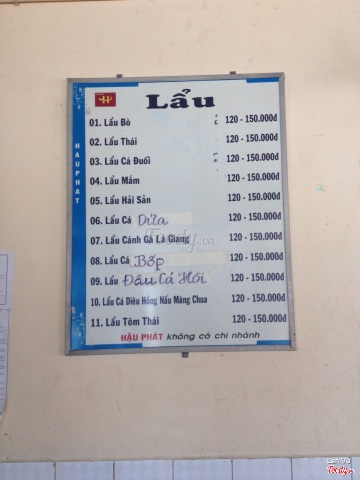 Lẩu
HAUPHAT
01. Lẩu Bò 120 - 150.000đ
02. Lẩu Thái 120 - 150.000đ
03. Lẩu Cá Đuối 120 - 150.000đ
04. Lẩu Mắm 120 - 150.000đ
05. Lẩu Hải Sản 120 - 150.000đ
06. Lẩu Cá Dứa 120 - 150.000đ
07. Lẩu Cánh Gà Lá Giang 120 - 150.000đ
08. Lẩu Cá Bớp 120 - 150.000đ
09. Lẩu Đầu Cá Hồi 120 - 150.000đ
10. Lẩu Cá Diêu Hồng Nấu Măng Chua 120 - 150.000đ
11. Lẩu Tôm Thái 120 - 150.000đ
HẬU PHÁT không có chi nhánh